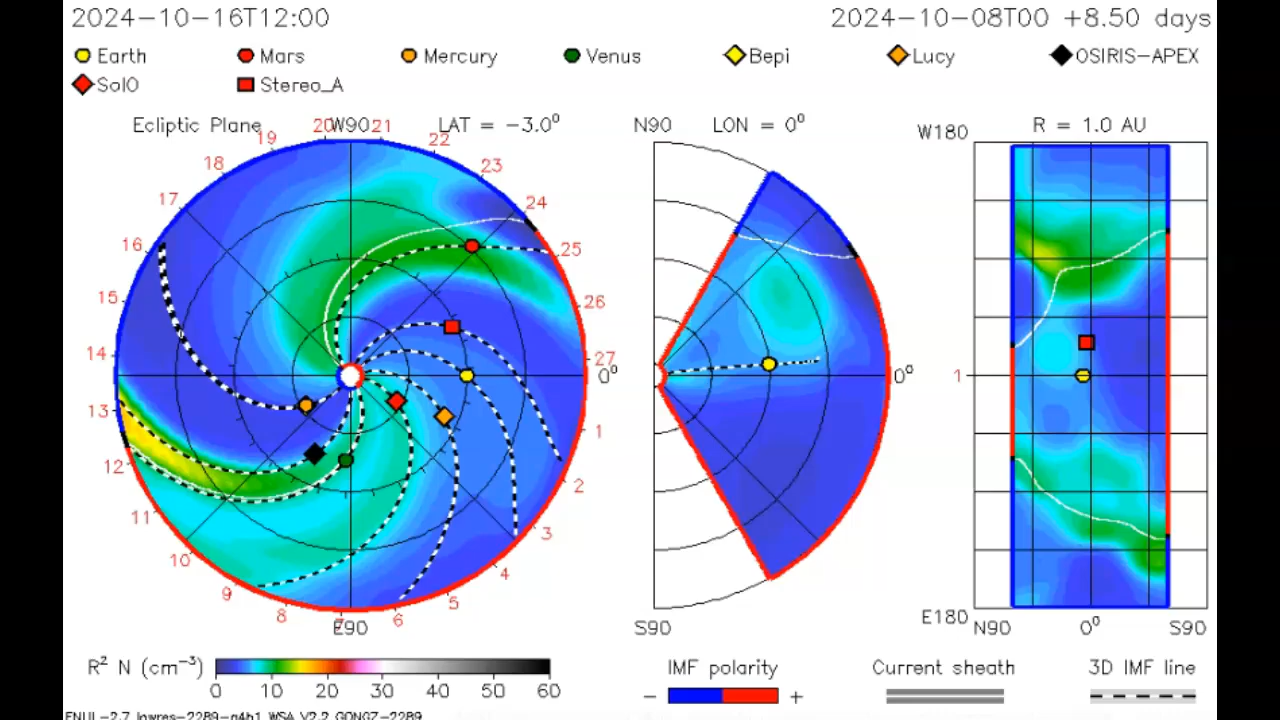 2024-10-16T12:00 2024-10-08T00 +8.50 days
Earth Mars Mercury Venus Bepi Lucy OSIRIS-APEX
SolO Stereo_A
Ecliptic Plane W90 LAT = -3.0° N90 LON = 0° W180 R = 1.0 AU
20 21
19 22
18 23
17 24
16 25
15 26
14 27
0° 0° 1
13 1
12 2
11 3
10 4
9 5
8 7 6
E90 S90 E180 N90 0° S90
R² N (cm⁻³) IMF polarity Current sheath 3D IMF line
0 10 20 30 40 50 60 - +